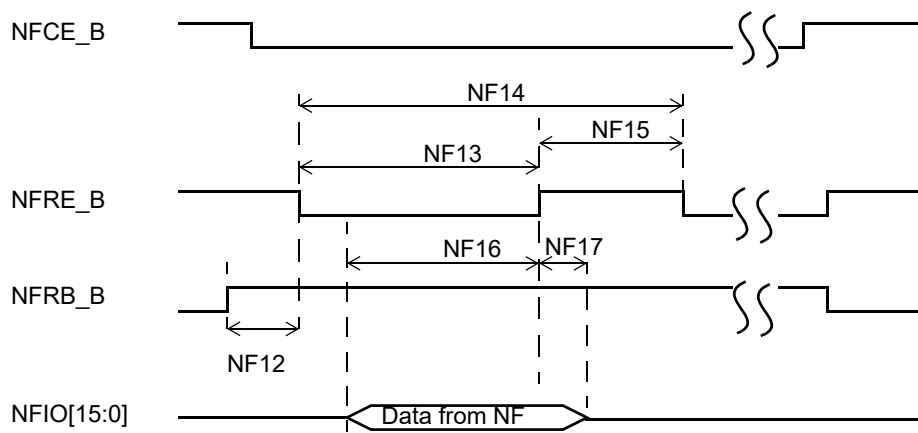 NFCE_B
NF14
NF15
NF13
NFRE_B
NF16
NF17
NFRB_B
NF12
NFIO[15:0]
Data from NF